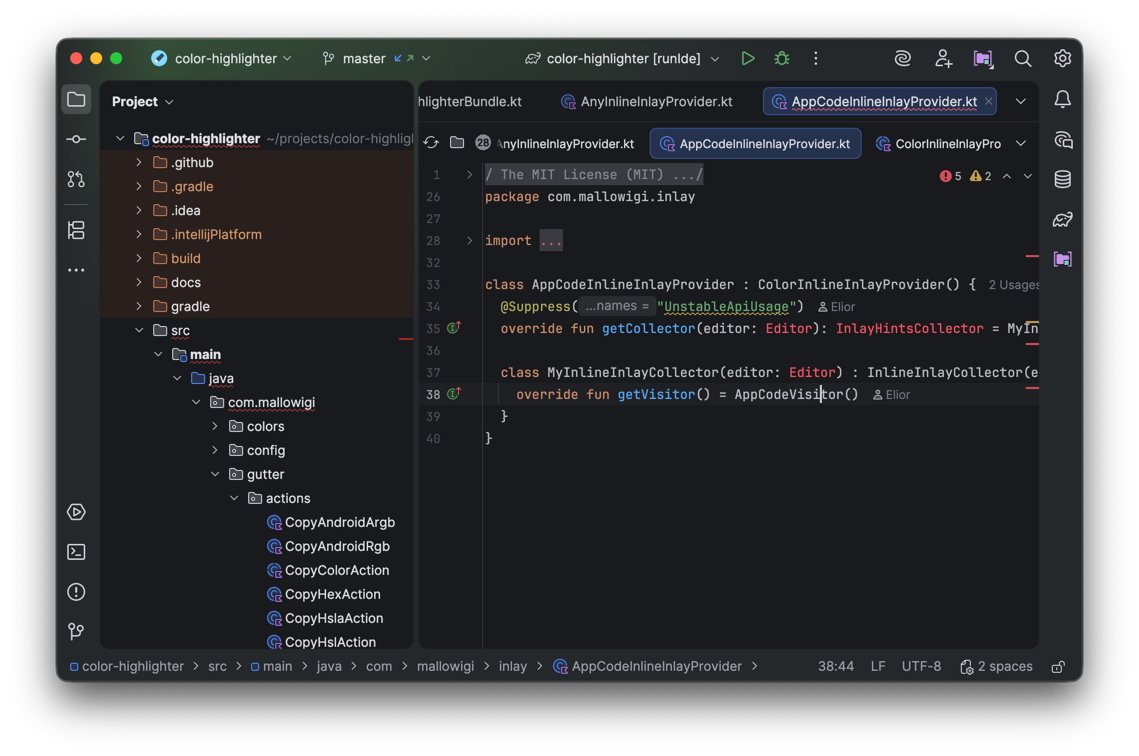 color-highlighter master color-highlighter [runIde]
Project
hlighterBundle.kt AnyInlineInlayProvider.kt AppCodeInlineInlayProvider.kt
28 nyInlineInlayProvider.kt AppCodeInlineInlayProvider.kt ColorInlineInlayPro
color-highlighter ~/projects/color-highligh
.github
.gradle
.idea
.intellijPlatform
build
docs
gradle
src
main
java
com.mallowigi
colors
config
gutter
actions
CopyAndroidArgb
CopyAndroidRgb
CopyColorAction
CopyHexAction
CopyHslaAction
CopyHslAction
1 / The MIT License (MIT) .../ 5 2
26 package com.mallowigi.inlay
27
28 import ...
32
33 class AppCodeInlineInlayProvider : ColorInlineInlayProvider() { 2 Usages
34 @Suppress( ...names = "UnstableApiUsage") Elior
35 override fun getCollector(editor: Editor): InlayHintsCollector = MyIn
36
37 class MyInlineInlayCollector(editor: Editor) : InlineInlayCollector(e
38 override fun getVisitor() = AppCodeVisitor() Elior
39 }
40 }
color-highlighter > src > main > java > com > mallowigi > inlay > AppCodeInlineInlayProvider > 38:44 LF UTF-8 2 spaces